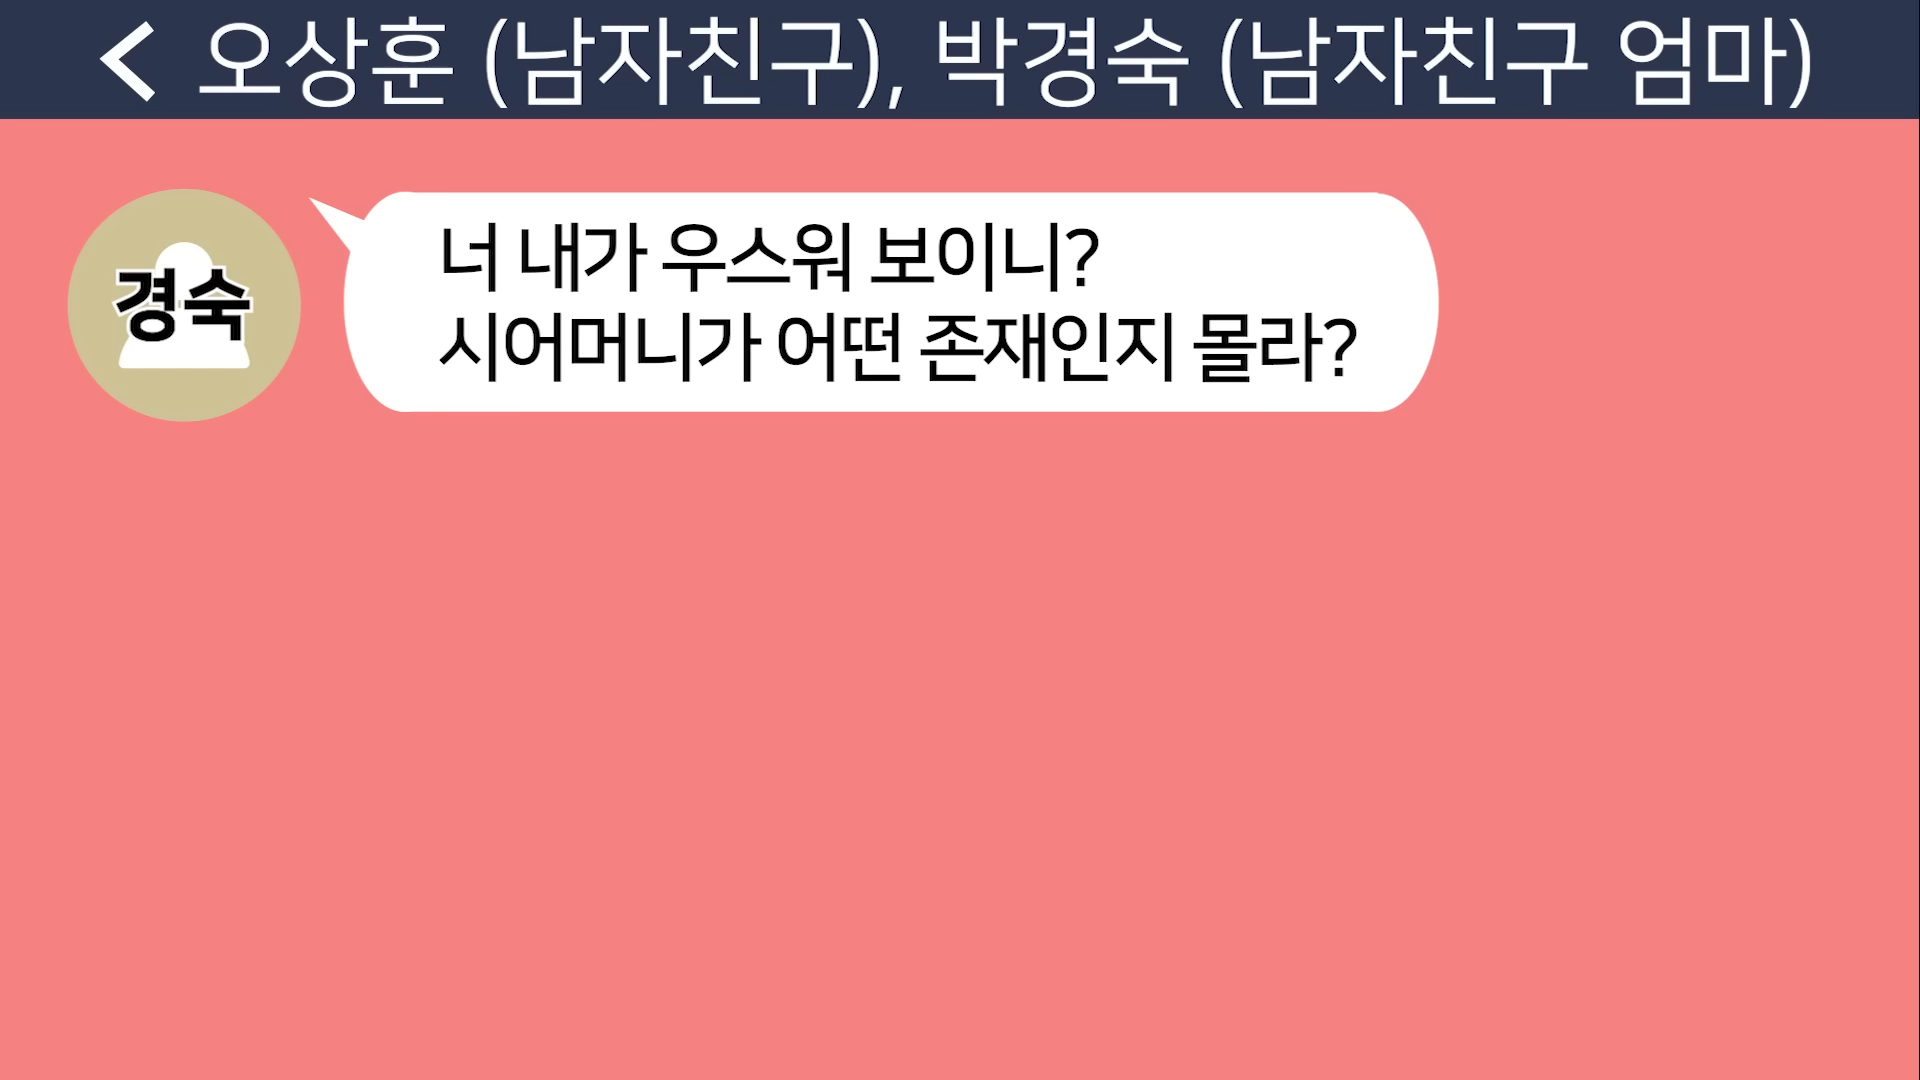 오상훈 (남자친구), 박경숙 (남자친구 엄마)
경숙
너 내가 우스워 보이니?
시어머니가 어떤 존재인지 몰라?